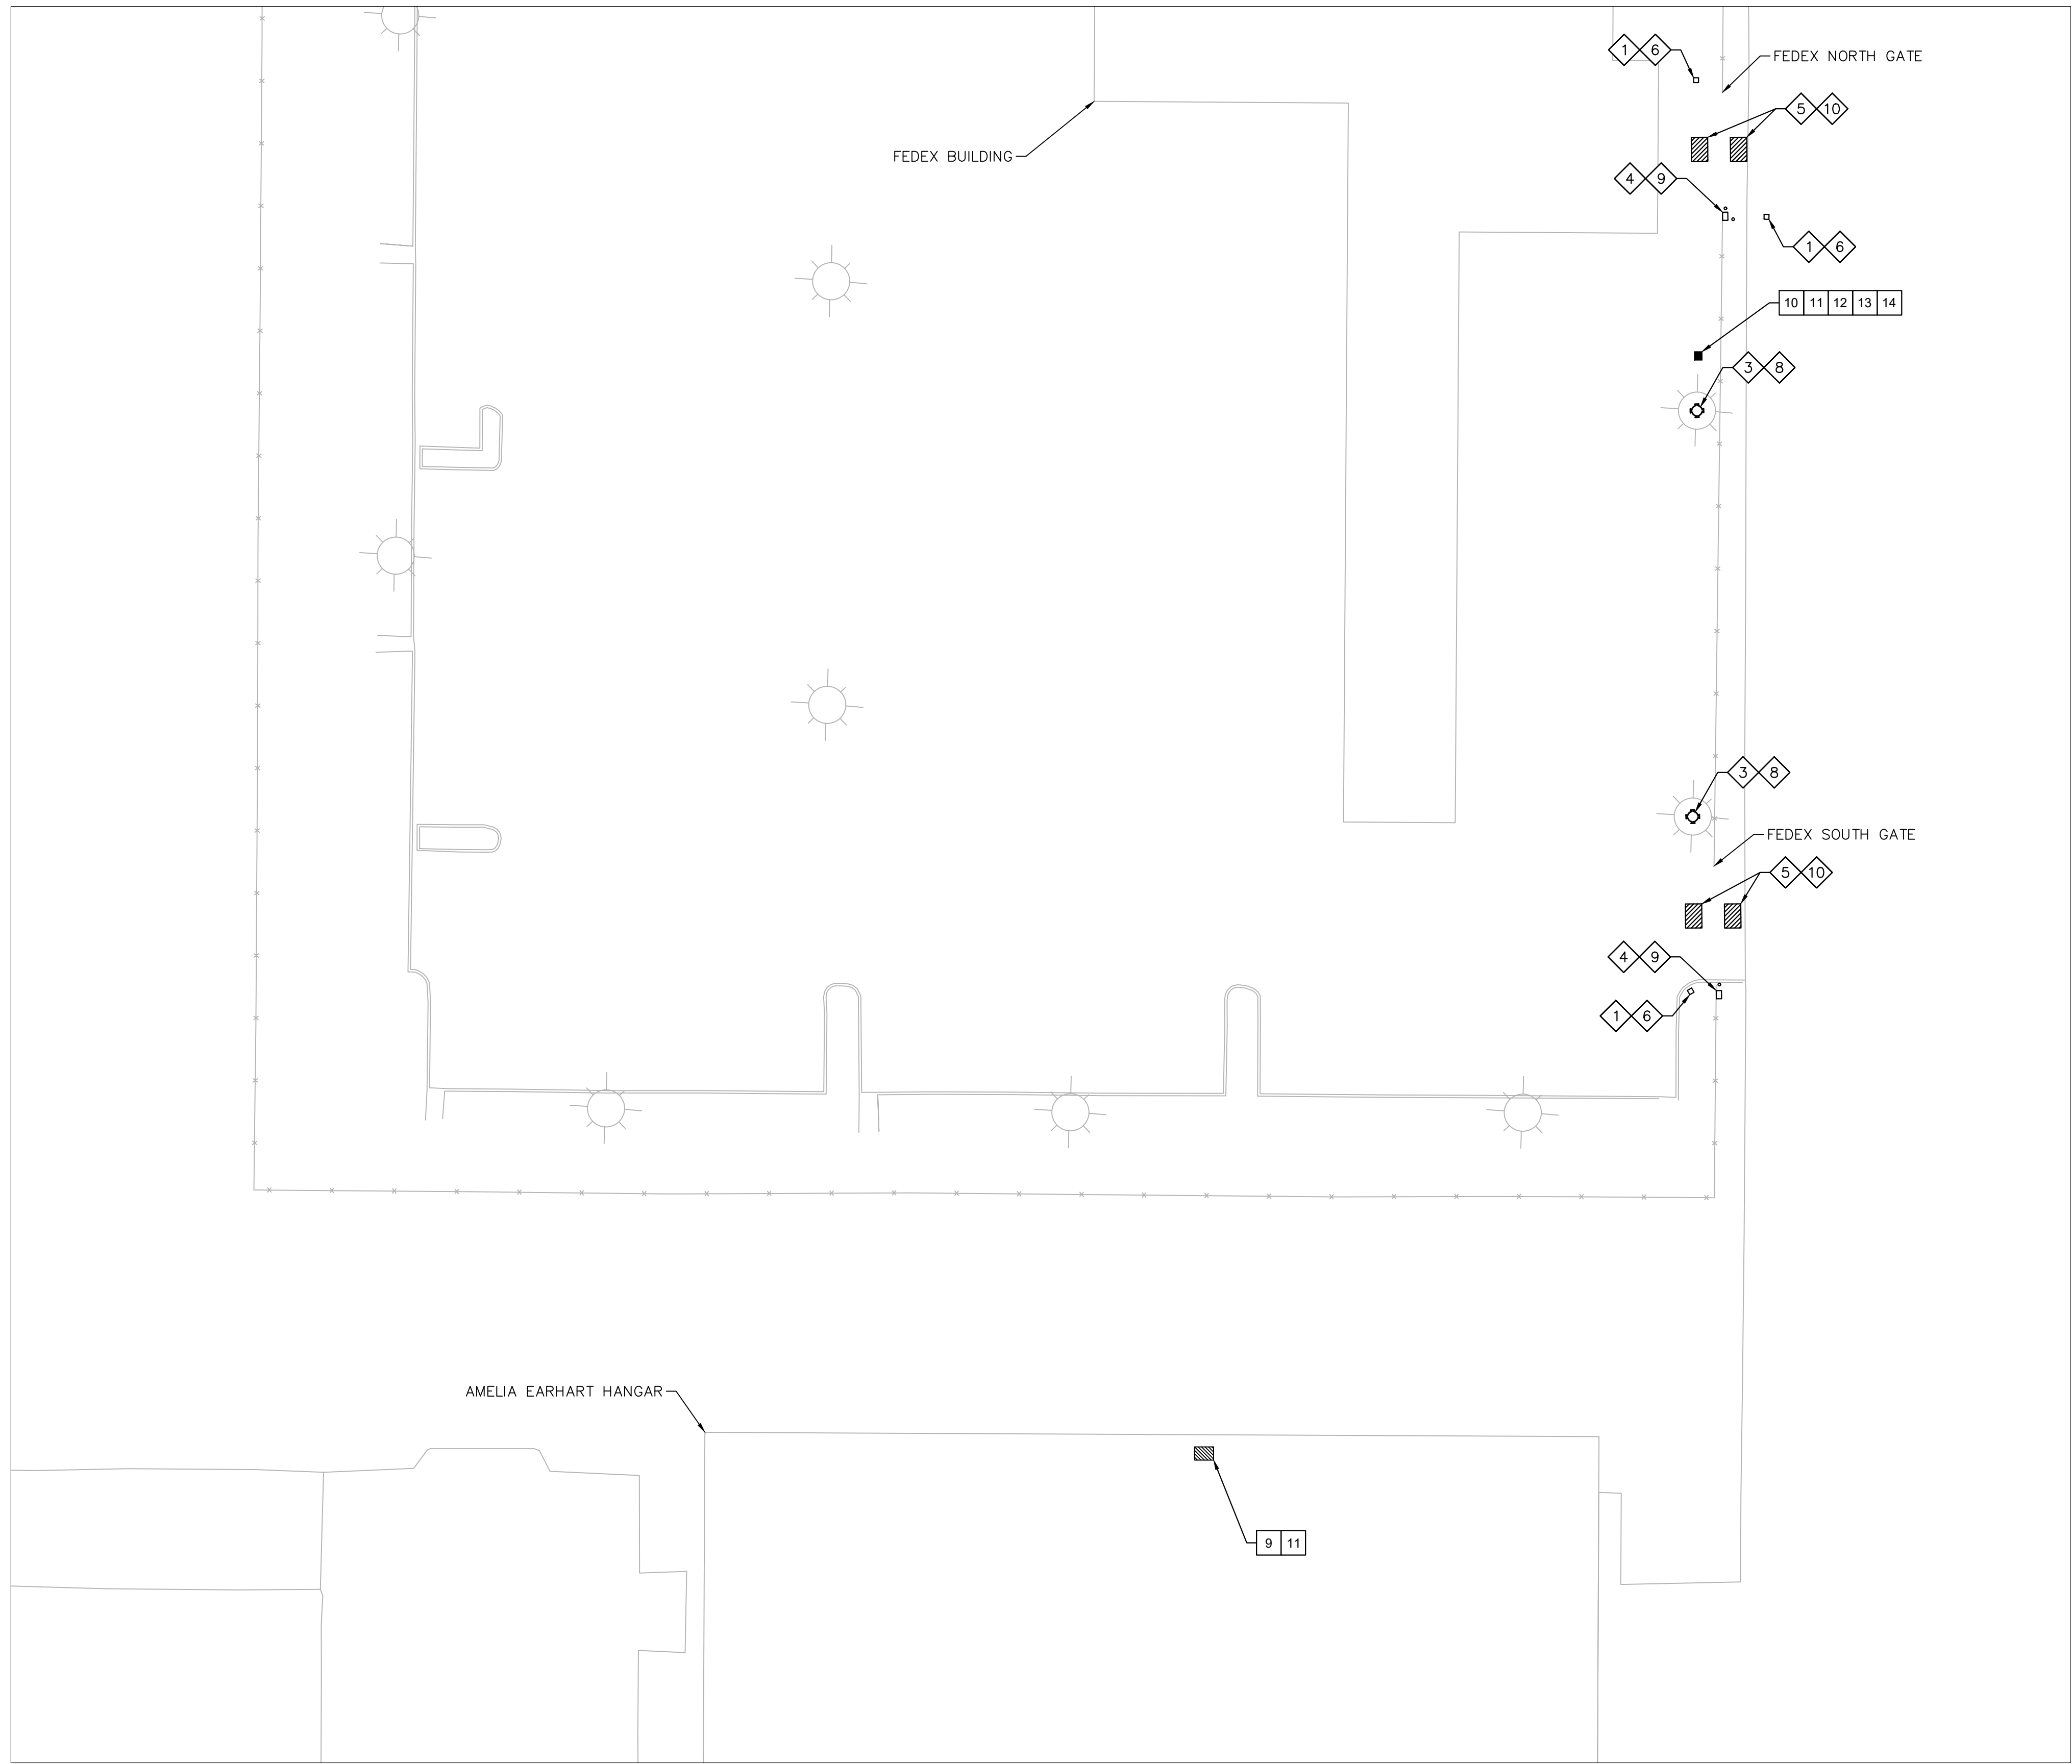 1 6
FEDEX NORTH GATE
5 10
FEDEX BUILDING
4 9
1 6
10 11 12 13 14
3 8
3 8
FEDEX SOUTH GATE
5 10
4 9
1 6
AMELIA EARHART HANGAR
9 11